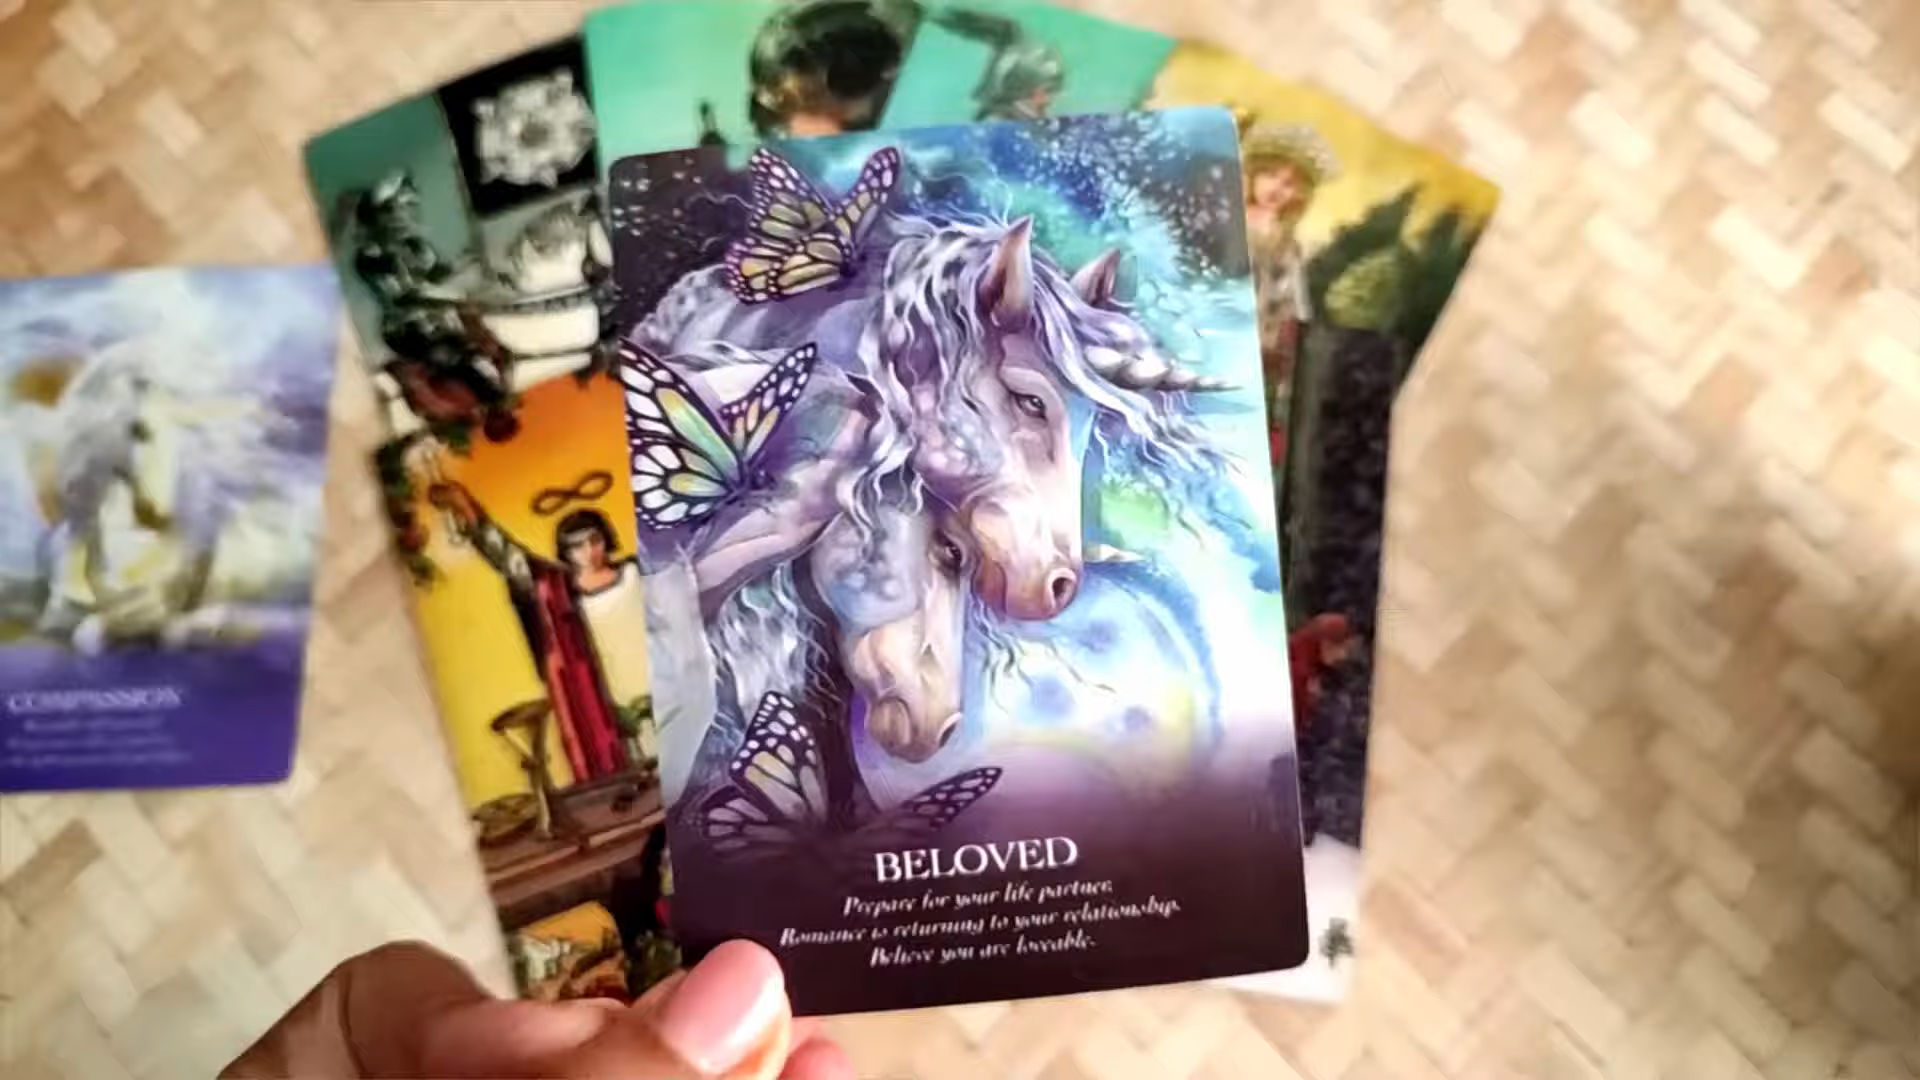 COMPASSION
BELOVED
Prepare for your life partner.
Romance is returning to your relationship.
Believe you are loveable.